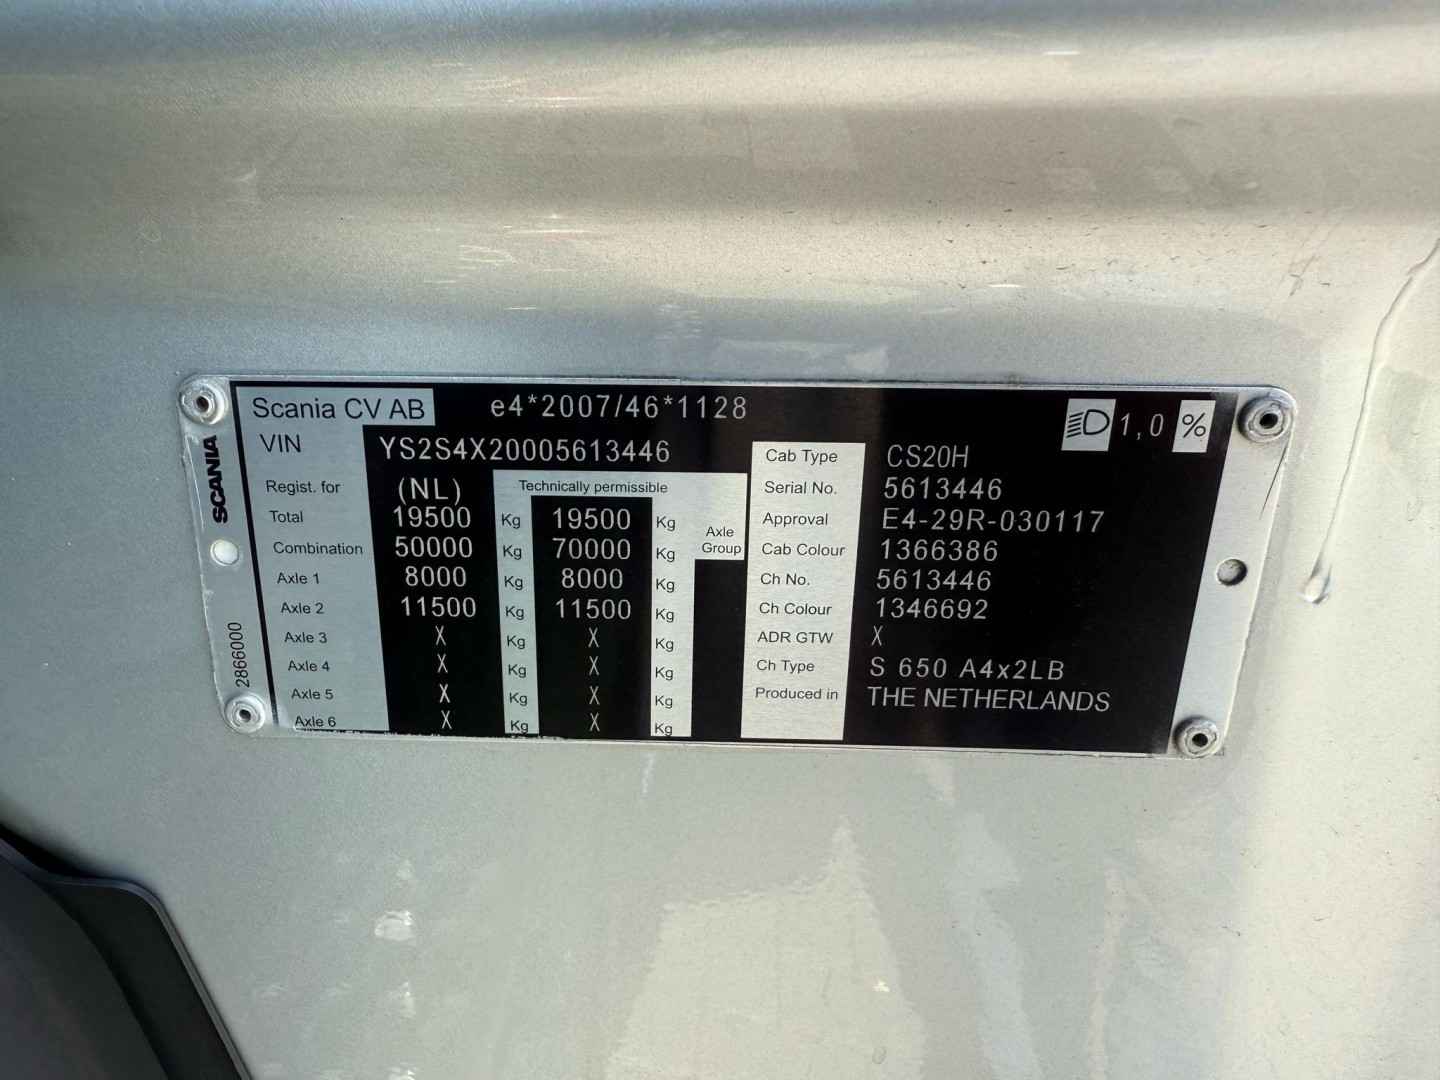 Scania CV AB e4*2007/46*1128 1,0 %
VIN YS2S4X20005613446
SCANIA
2866000
Technically permissible
Axle Group
Regist. for (NL)
Total 19500 Kg 19500 Kg
Combination 50000 Kg 70000 Kg
Axle 1 8000 Kg 8000 Kg
Axle 2 11500 Kg 11500 Kg
Axle 3 X Kg X Kg
Axle 4 X Kg X Kg
Axle 5 X Kg X Kg
Axle 6 X Kg X Kg
Cab Type CS20H
Serial No. 5613446
Approval E4-29R-030117
Cab Colour 1366386
Ch No. 5613446
Ch Colour 1346692
ADR GTW X
Ch Type S 650 A4x2LB
Produced in THE NETHERLANDS